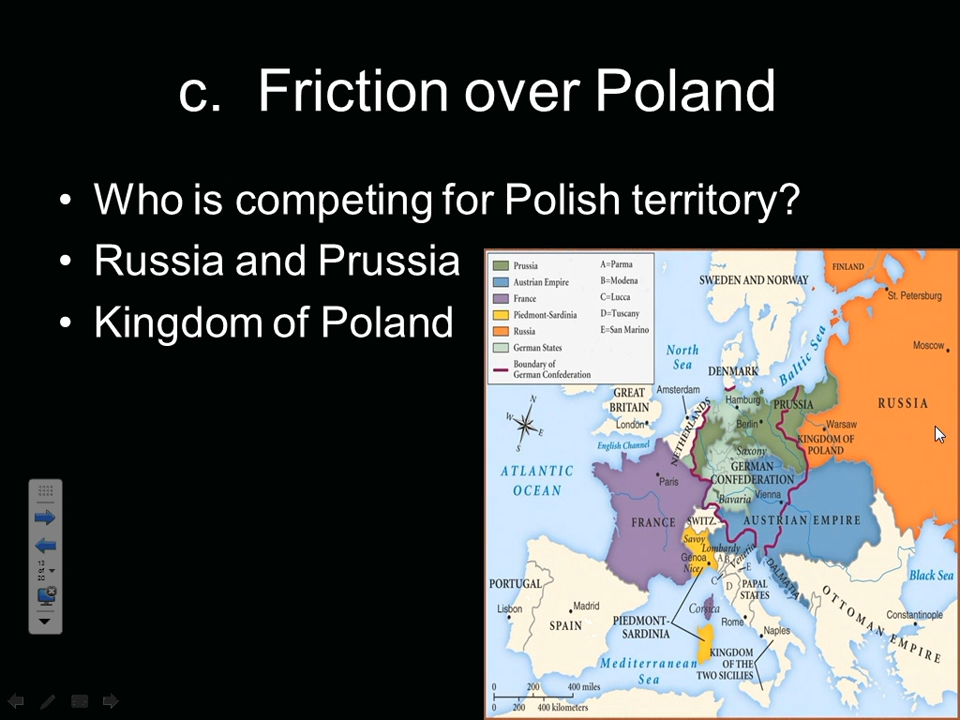 c. Friction over Poland
• Who is competing for Polish territory?
• Russia and Prussia
• Kingdom of Poland
Prussia
Austrian Empire
France
Piedmont-Sardinia
Russia
German States
Boundary of
German Confederation
A=Parma
B=Modena
C=Lucca
D=Tuscany
E=San Marino
SWEDEN AND NORWAY
FINLAND
St. Petersburg
Moscow
North
Sea
Baltic Sea
DENMARK
RUSSIA
GREAT
BRITAIN
London
Amsterdam
NETHERLANDS
Hamburg
Berlin
PRUSSIA
Warsaw
KINGDOM OF
POLAND
English Channel
Saxony
GERMAN
CONFEDERATION
ATLANTIC
OCEAN
Paris
Bavaria
Vienna
FRANCE
SWITZ.
AUSTRIAN EMPIRE
Savoy
Lombardy
Venetia
Genoa
Nice
A
B
C
D
E
DALMATIA
PAPAL
STATES
Black Sea
PORTUGAL
Lisbon
Madrid
SPAIN
Corsica
Rome
Naples
PIEDMONT-
SARDINIA
OTTOMAN EMPIRE
Constantinople
KINGDOM
OF THE
TWO SICILIES
Mediterranean
Sea
N
W
E
S
0 200 400 miles
0 200 400 kilometers